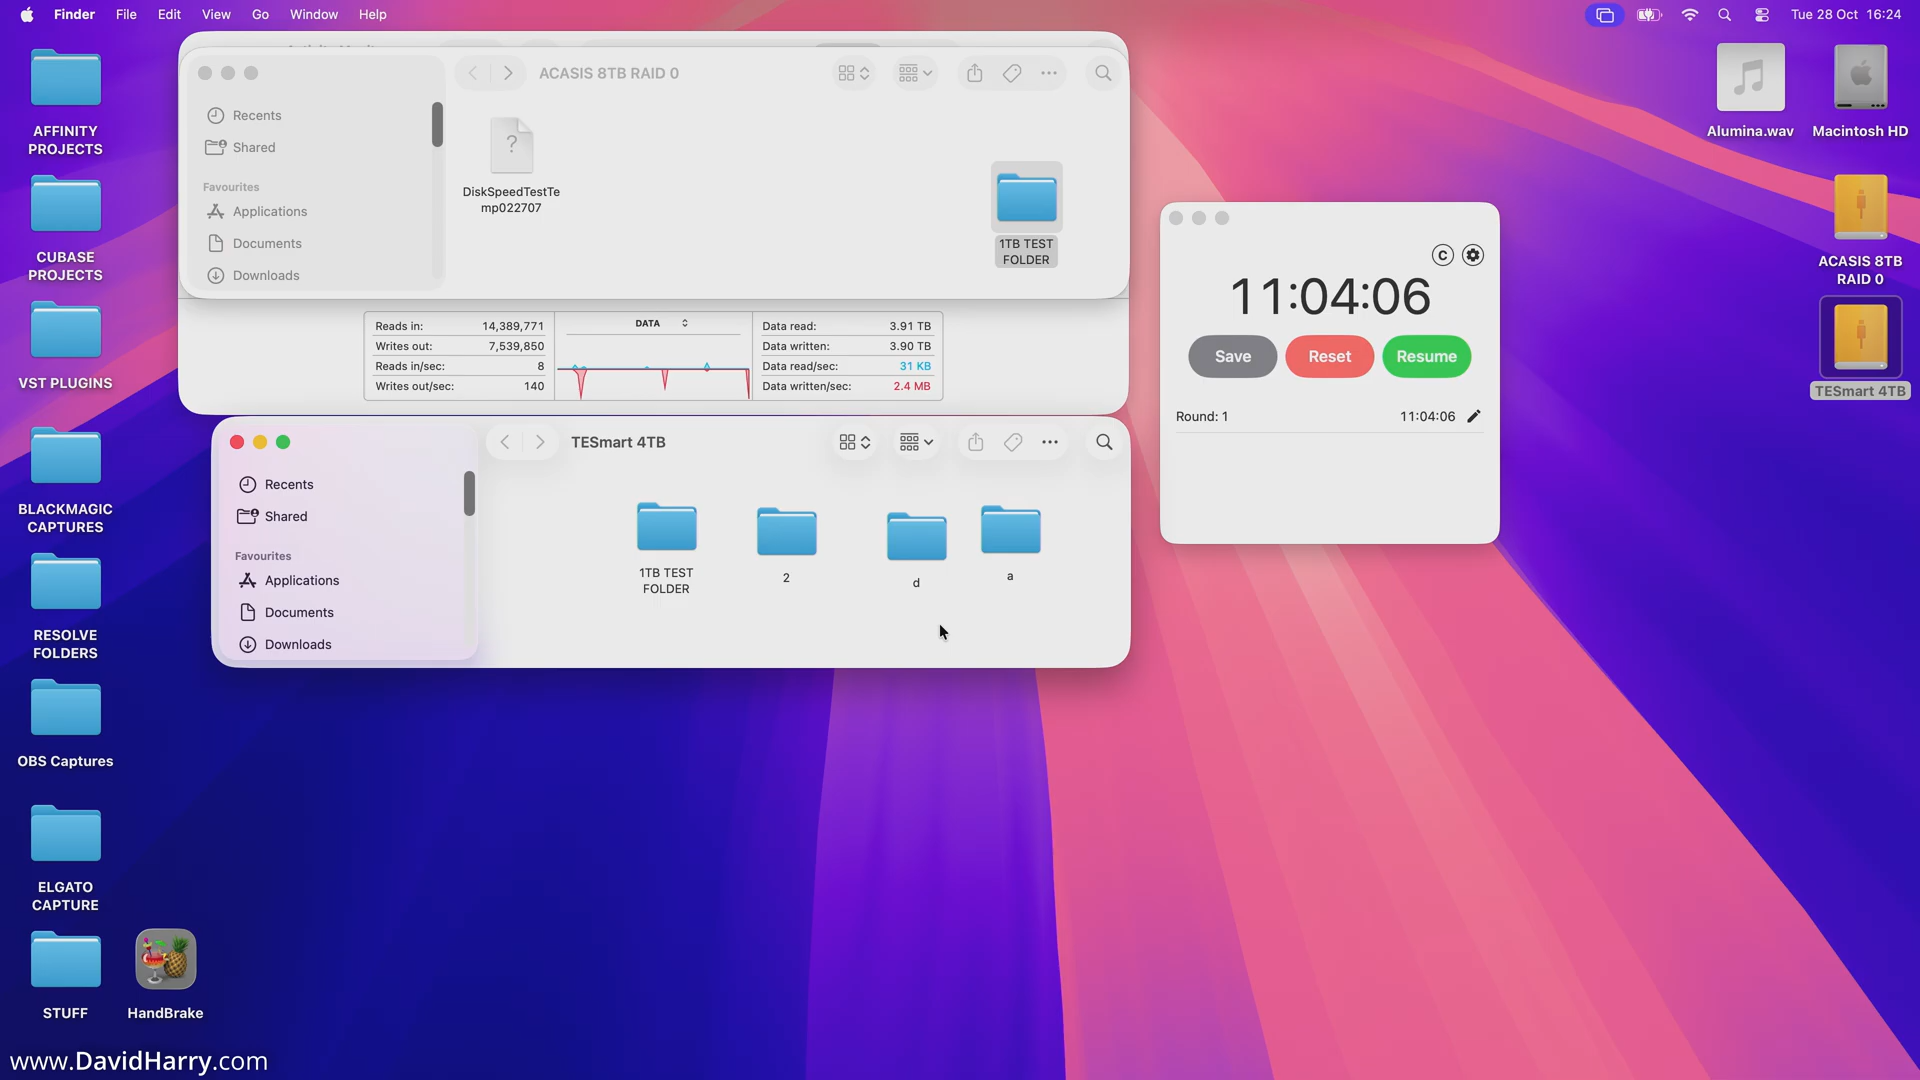 Finder File Edit View Go Window Help
Tue 28 Oct 16:24
AFFINITY
PROJECTS
CUBASE
PROJECTS
VST PLUGINS
BLACKMAGIC
CAPTURES
RESOLVE
FOLDERS
OBS Captures
ELGATO
CAPTURE
STUFF
HandBrake
www.DavidHarry.com
ACASIS 8TB RAID 0
Recents
Shared
Favourites
Applications
Documents
Downloads
?
DiskSpeedTestTe
mp022707
1TB TEST
FOLDER
Reads in: 14,389,771
Writes out: 7,539,850
Reads in/sec: 8
Writes out/sec: 140
DATA
Data read: 3.91 TB
Data written: 3.90 TB
Data read/sec: 31 KB
Data written/sec: 2.4 MB
TESmart 4TB
Recents
Shared
Favourites
Applications
Documents
Downloads
1TB TEST
FOLDER
2
d
a
C
11:04:06
Save Reset Resume
Round: 1 11:04:06
Alumina.wav
Macintosh HD
ACASIS 8TB
RAID 0
TESmart 4TB